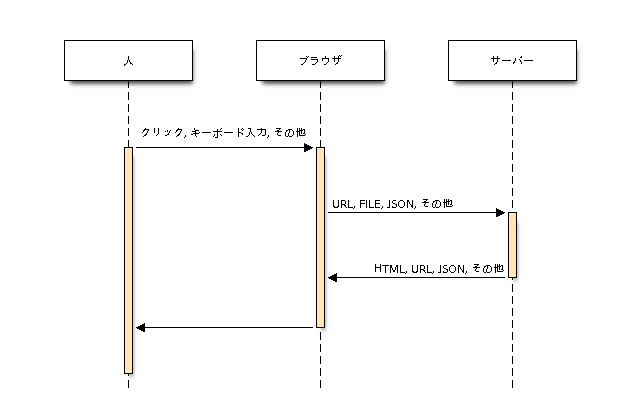 人
ブラウザ
サーバー
クリック, キーボード入力, その他
URL, FILE, JSON, その他
HTML, URL, JSON, その他